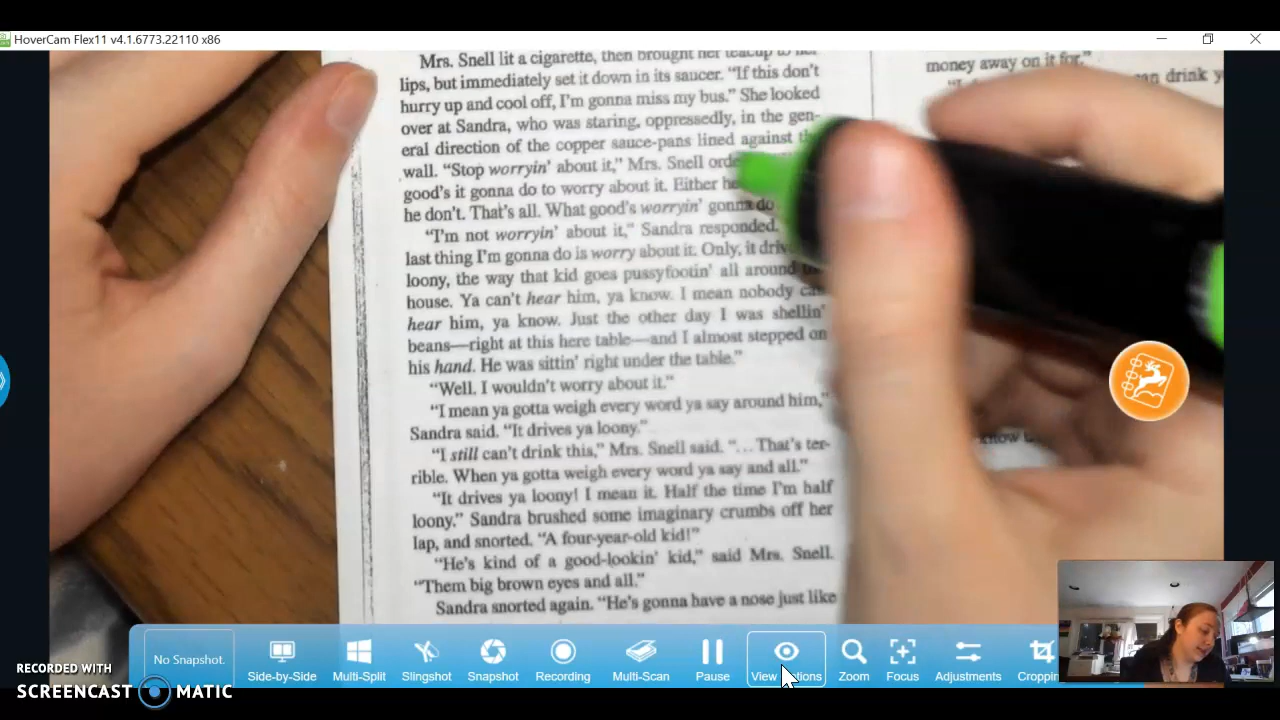 HoverCam Flex11 v4.1.6773.22110 x86
Mrs. Snell lit a cigarette, then brought her teacup to her
lips, but immediately set it down in its saucer. "If this don't
hurry up and cool off, I'm gonna miss my bus." She looked
over at Sandra, who was staring, oppressedly, in the gen-
eral direction of the copper sauce-pans lined against the
wall. "Stop worryin' about it," Mrs. Snell
good's it gonna do to worry about it. Either
he don't. That's all. What good's worryin' gonna do
"I'm not worryin' about it," Sandra responded.
last thing I'm gonna do is worry about it. Only, it
loony, the way that kid goes pussyfootin' all around
house. Ya can't hear him, ya know. I mean nobody
hear him, ya know. Just the other day I was shellin'
beans—right at this here table—and I almost stepped on
his hand. He was sittin' right under the table."
"Well. I wouldn't worry about it."
"I mean ya gotta weigh every word ya say around him,"
Sandra said. "It drives ya loony."
"I still can't drink this," Mrs. Snell said. "... That's ter-
rible. When ya gotta weigh every word ya say and all."
"It drives ya loony! I mean it. Half the time I'm half
loony." Sandra brushed some imaginary crumbs off her
lap, and snorted. "A four-year-old kid!"
"He's kind of a good-lookin' kid," said Mrs. Snell.
"Them big brown eyes and all."
Sandra snorted again. "He's gonna have a nose just like
money away on it for."
can drink
know
No Snapshot.
Side-by-Side
Multi-Split
Slingshot
Snapshot
Recording
Multi-Scan
Pause
View
Zoom
Focus
Adjustments
RECORDED WITH
SCREENCAST MATIC